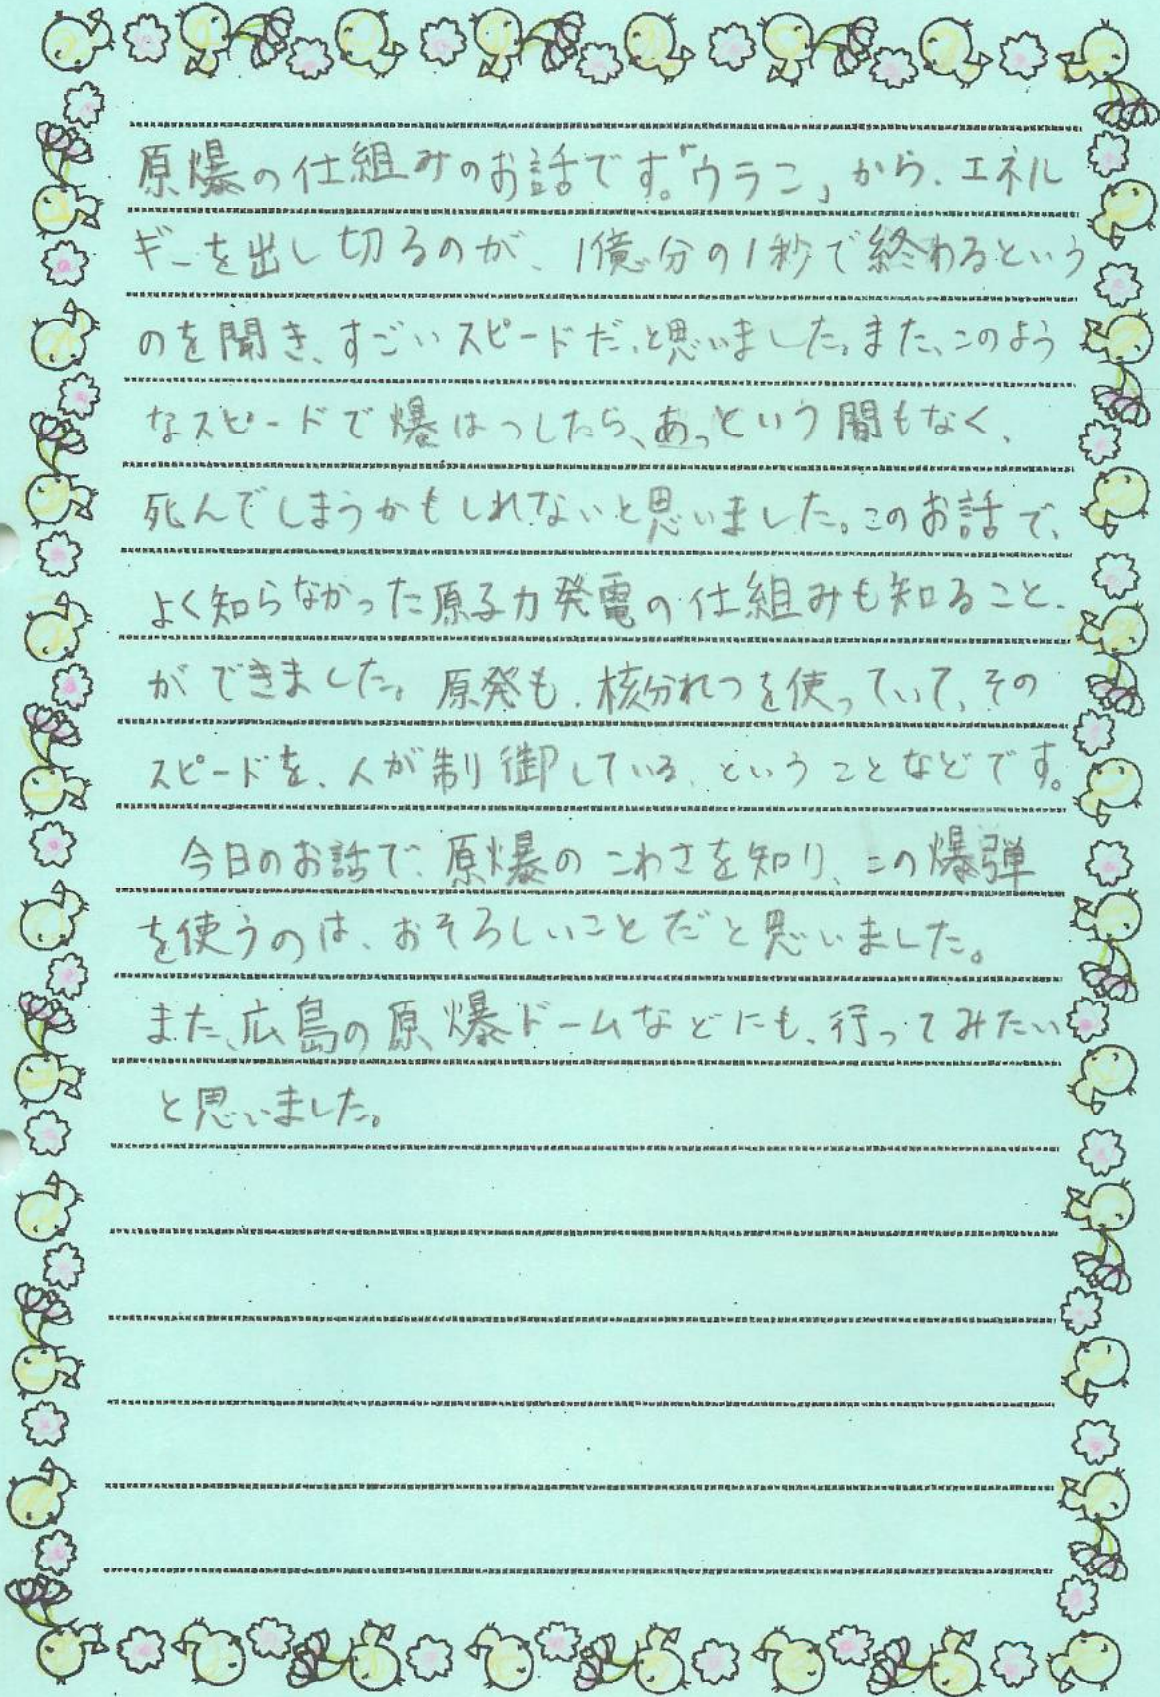 原爆の仕組みのお話です。「ウラこ」から、エネル
ギーを出し切るのが、1億分の1秒で終わるという
のを聞き、すごいスピードだ、と思いました。また、このよう
なスピードで爆はつしたら、あっという間もなく、
死んでしまうかもしれないと思いました。このお話で、
よく知らなかった原子力発電の仕組みも知ること、
ができました。原発も、核分れつを使っていて、その
スピードを、人が制御している、ということなどです。
今日のお話で、原爆のこわさを知り、この爆弾
を使うのは、おそろしいことだと思いました。
また、広島の原爆ドームなどにも、行ってみたい
と思いました。